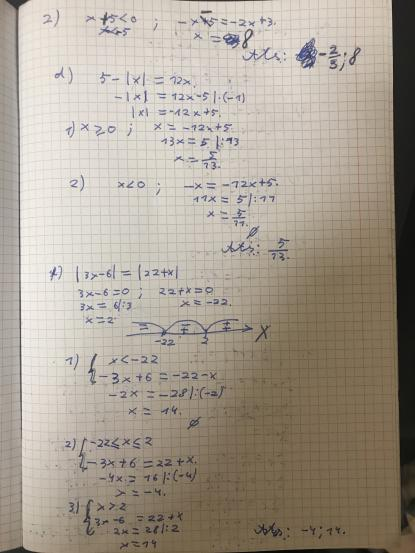 2) x+5<0 ; -x-5=-2x+3.
x<-5 x = 8
Ats: -2/3; 8
d) 5-|x| = 12x.
-|x| = 12x-5 |·(-1)
|x| = -12x+5.
1) x≥0; x = -12x+5.
13x = 5 |:13
x = 5/13.
2) x<0 ; -x = -12x+5.
11x = 5 |:11
x = 5/11.
∅
Ats: 5/13.
f) |3x-6| = |22+x|
3x-6=0 ; 22+x=0
3x = 6|:3 x = -22.
x = 2
-22 2 X
1) { x<-22
-3x+6 = -22-x
-2x = -28|:(-2)
x = 14.
∅
2) { -22≤x≤2
-3x+6 = 22+x.
-4x = 16 |:(-4)
x = -4.
3) { x>2
3x-6 = 22+x
2x = 28|:2 Ats: -4; 14.
x = 14